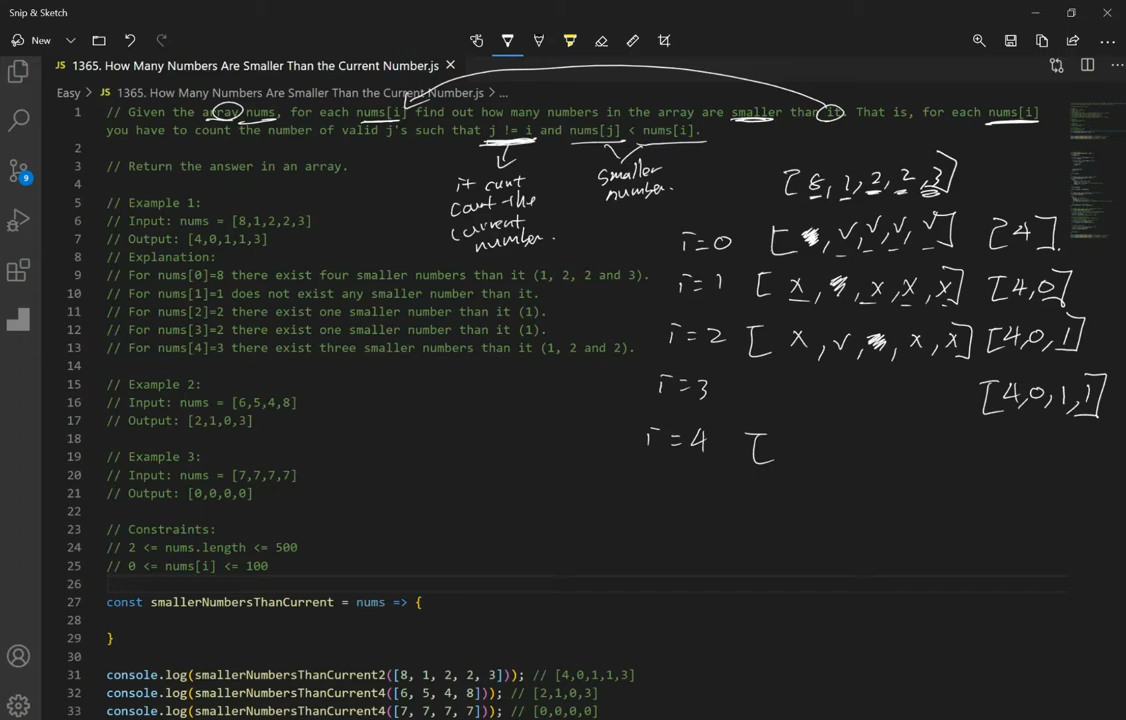 Snip & Sketch
New
1365. How Many Numbers Are Smaller Than the Current Number.js
Easy > 1365. How Many Numbers Are Smaller Than the Current Number.js > ...
1 // Given the array nums, for each nums[i] find out how many numbers in the array are smaller than it. That is, for each nums[i]
you have to count the number of valid j's such that j != i and nums[j] < nums[i].
2
3 // Return the answer in an array.
4
5 // Example 1:
6 // Input: nums = [8,1,2,2,3]
7 // Output: [4,0,1,1,3]
8 // Explanation:
9 // For nums[0]=8 there exist four smaller numbers than it (1, 2, 2 and 3).
10 // For nums[1]=1 does not exist any smaller number than it.
11 // For nums[2]=2 there exist one smaller number than it (1).
12 // For nums[3]=2 there exist one smaller number than it (1).
13 // For nums[4]=3 there exist three smaller numbers than it (1, 2 and 2).
14
15 // Example 2:
16 // Input: nums = [6,5,4,8]
17 // Output: [2,1,0,3]
18
19 // Example 3:
20 // Input: nums = [7,7,7,7]
21 // Output: [0,0,0,0]
22
23 // Constraints:
24 // 2 <= nums.length <= 500
25 // 0 <= nums[i] <= 100
26
27 const smallerNumbersThanCurrent = nums => {
28
29 }
30
31 console.log(smallerNumbersThanCurrent2([8, 1, 2, 2, 3])); // [4,0,1,1,3]
32 console.log(smallerNumbersThanCurrent4([6, 5, 4, 8])); // [2,1,0,3]
33 console.log(smallerNumbersThanCurrent4([7, 7, 7, 7])); // [0,0,0,0]
9
it cunt
count the
current
number.
smaller
number.
[8, 1, 2, 2, 3]
i=0 [ , ✓, ✓, ✓, ✓] [4].
i=1 [ x, , x, x, x] [4,0]
i=2 [ x, ✓, , x, x] [4,0,1]
i=3 [4,0,1,1]
i=4 [